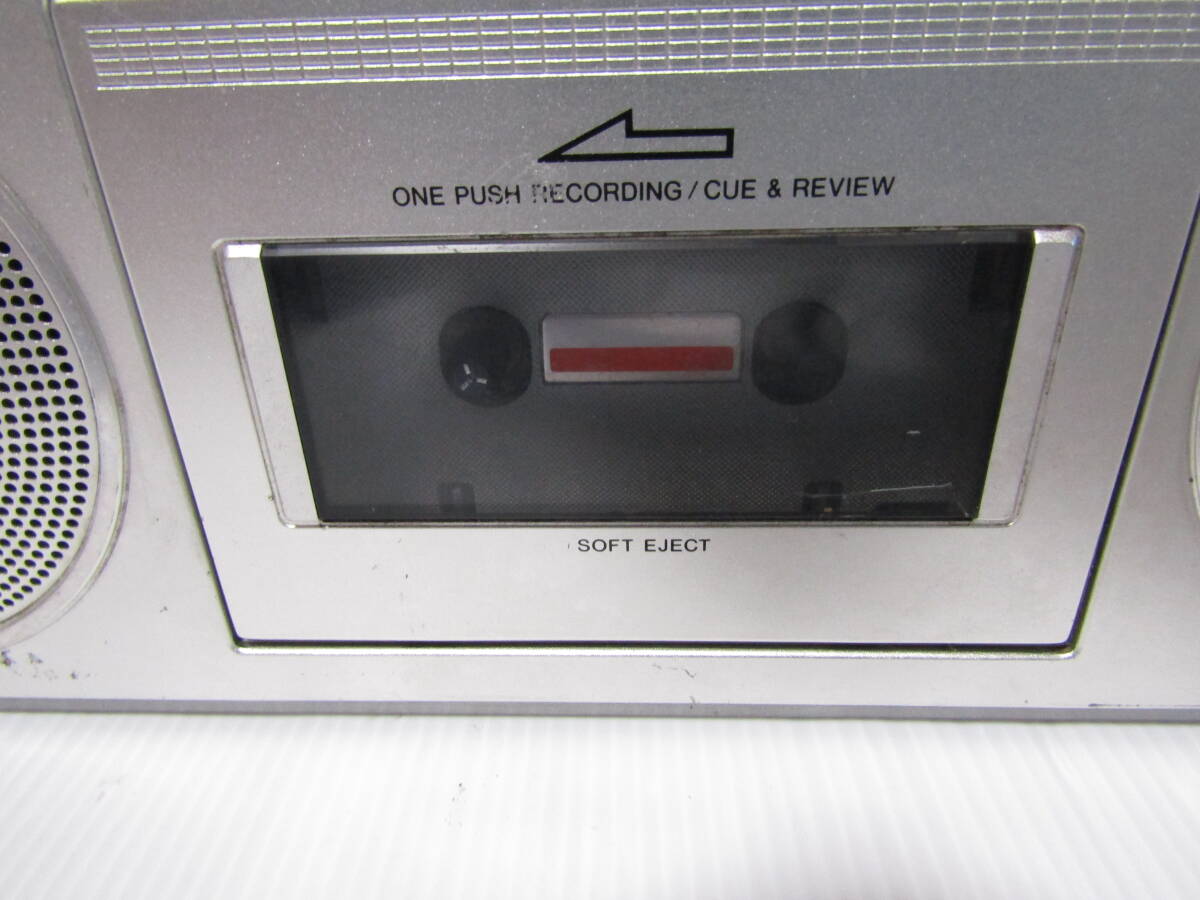 ONE PUSH RECORDING / CUE & REVIEW
SOFT EJECT